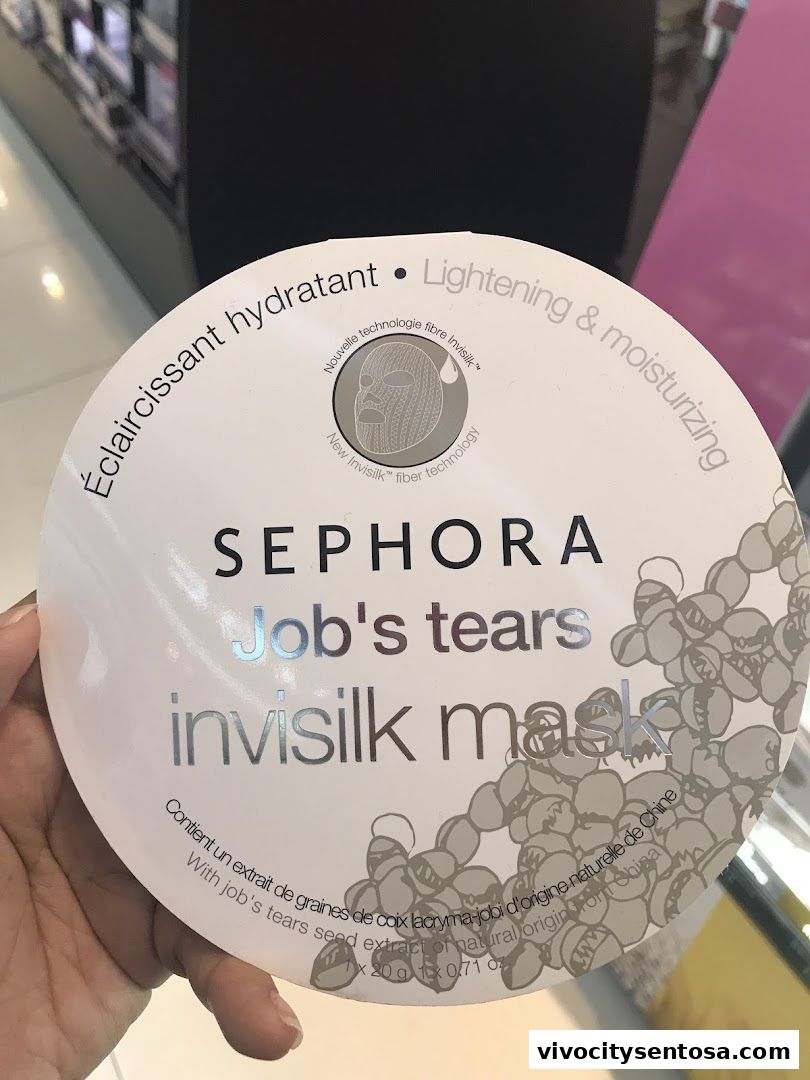 Éclaircissant hydratant • Lightening & moisturizing
Nouvelle technologie fibre Invisilk™
New Invisilk™ fiber technology
SEPHORA
Job's tears
invisilk mask
Contient un extrait de graines de coix lacryma-jobi d'origine naturelle de Chine
With job's tears seed extract of natural origin from China
1 x 20 g, 1 x 0.71 oz
vivocitysentosa.com